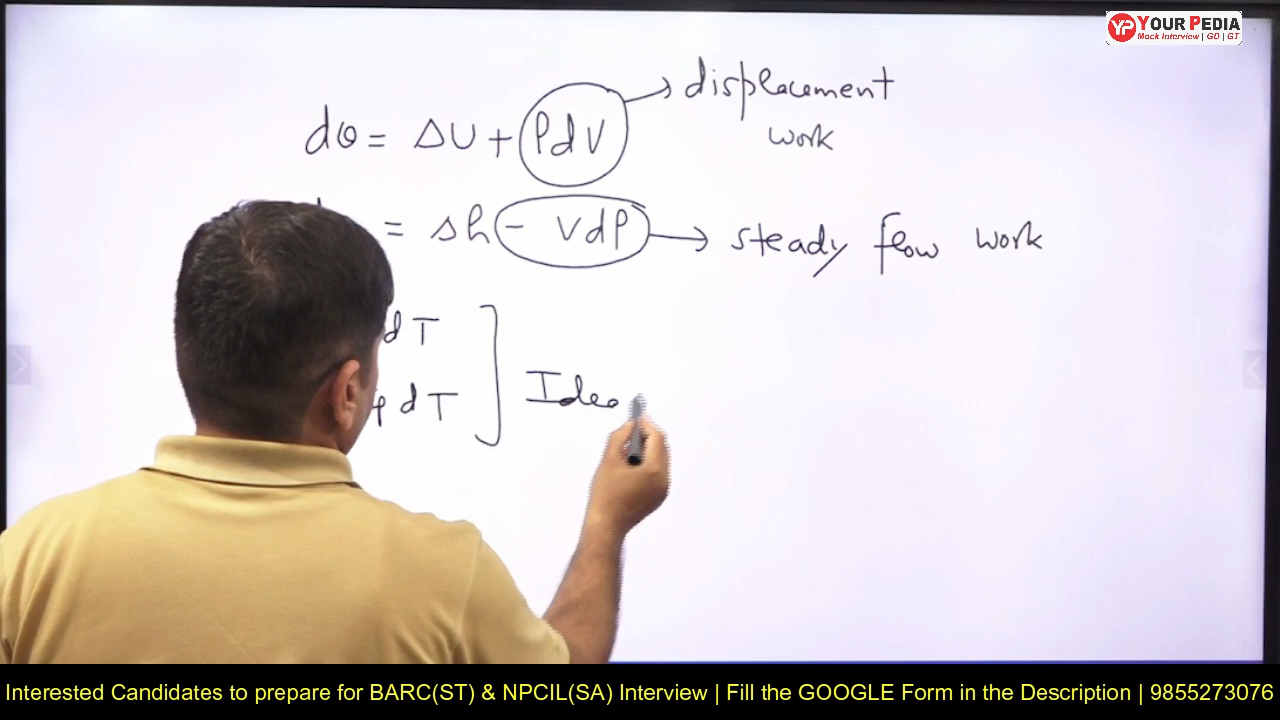 YOUR PEDIA
Mock Interview | GD | GT
dQ = ΔU + PdV → displacement
work
= Δh - vdp → steady flow work
dT
p dT ] Idea
Interested Candidates to prepare for BARC(ST) & NPCIL(SA) Interview | Fill the GOOGLE Form in the Description | 9855273076